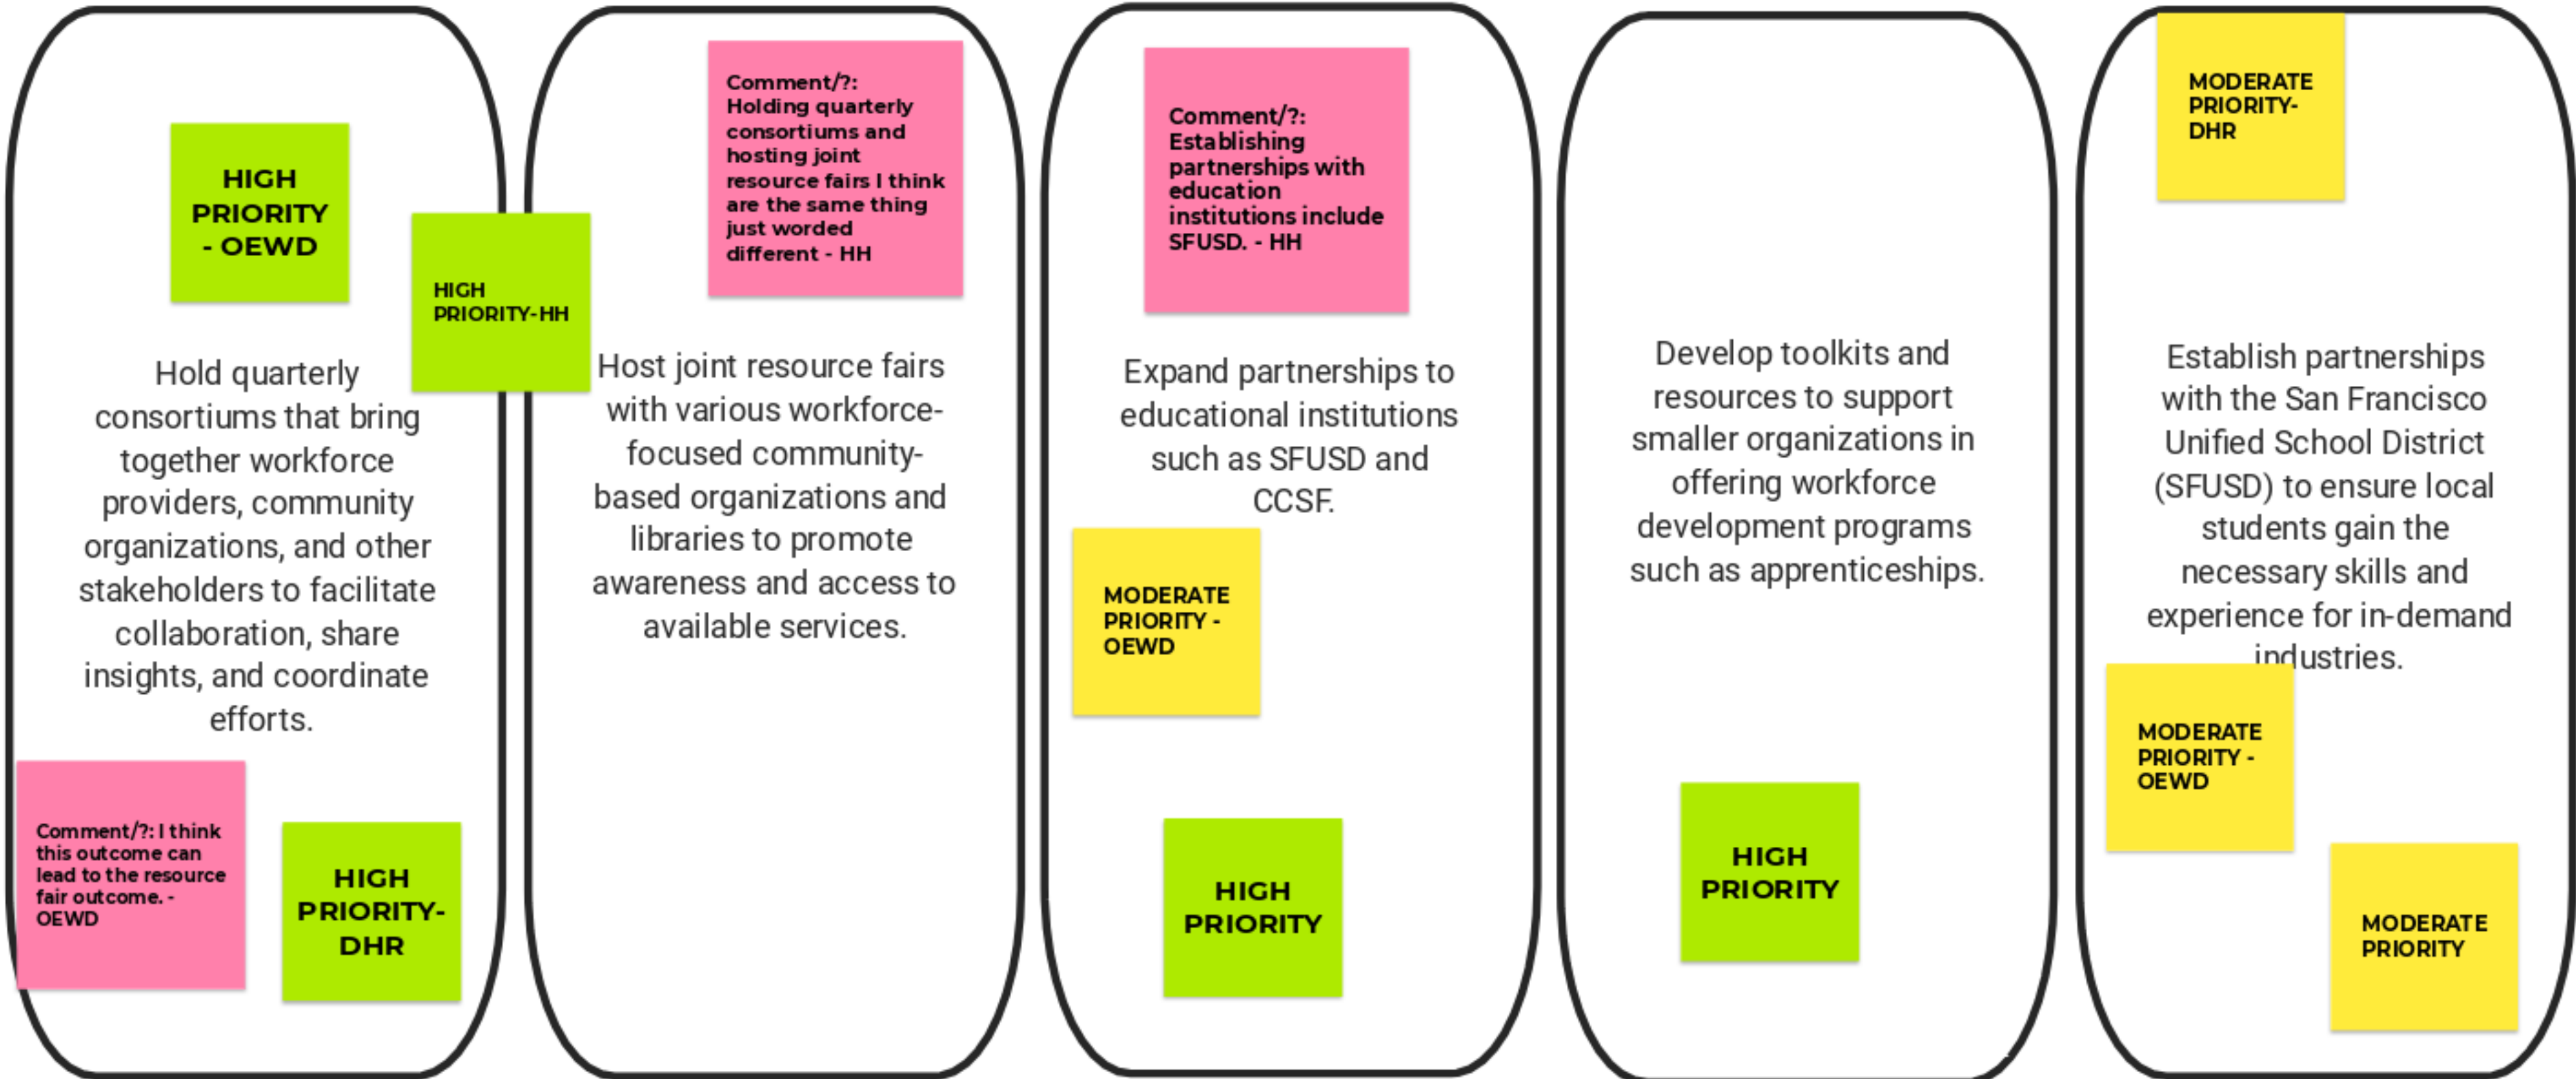 HIGH
PRIORITY
- OEWD
HIGH
PRIORITY-HH
Hold quarterly
consortiums that bring
together workforce
providers, community
organizations, and other
stakeholders to facilitate
collaboration, share
insights, and coordinate
efforts.
Comment/?: I think
this outcome can
lead to the resource
fair outcome. -
OEWD
HIGH
PRIORITY-
DHR
Comment/?:
Holding quarterly
consortiums and
hosting joint
resource fairs I think
are the same thing
just worded
different - HH
Host joint resource fairs
with various workforce-
focused community-
based organizations and
libraries to promote
awareness and access to
available services.
Comment/?:
Establishing
partnerships with
education
institutions include
SFUSD. - HH
Expand partnerships to
educational institutions
such as SFUSD and
CCSF.
MODERATE
PRIORITY -
OEWD
HIGH
PRIORITY
Develop toolkits and
resources to support
smaller organizations in
offering workforce
development programs
such as apprenticeships.
HIGH
PRIORITY
MODERATE
PRIORITY-
DHR
Establish partnerships
with the San Francisco
Unified School District
(SFUSD) to ensure local
students gain the
necessary skills and
experience for in-demand
industries.
MODERATE
PRIORITY -
OEWD
MODERATE
PRIORITY